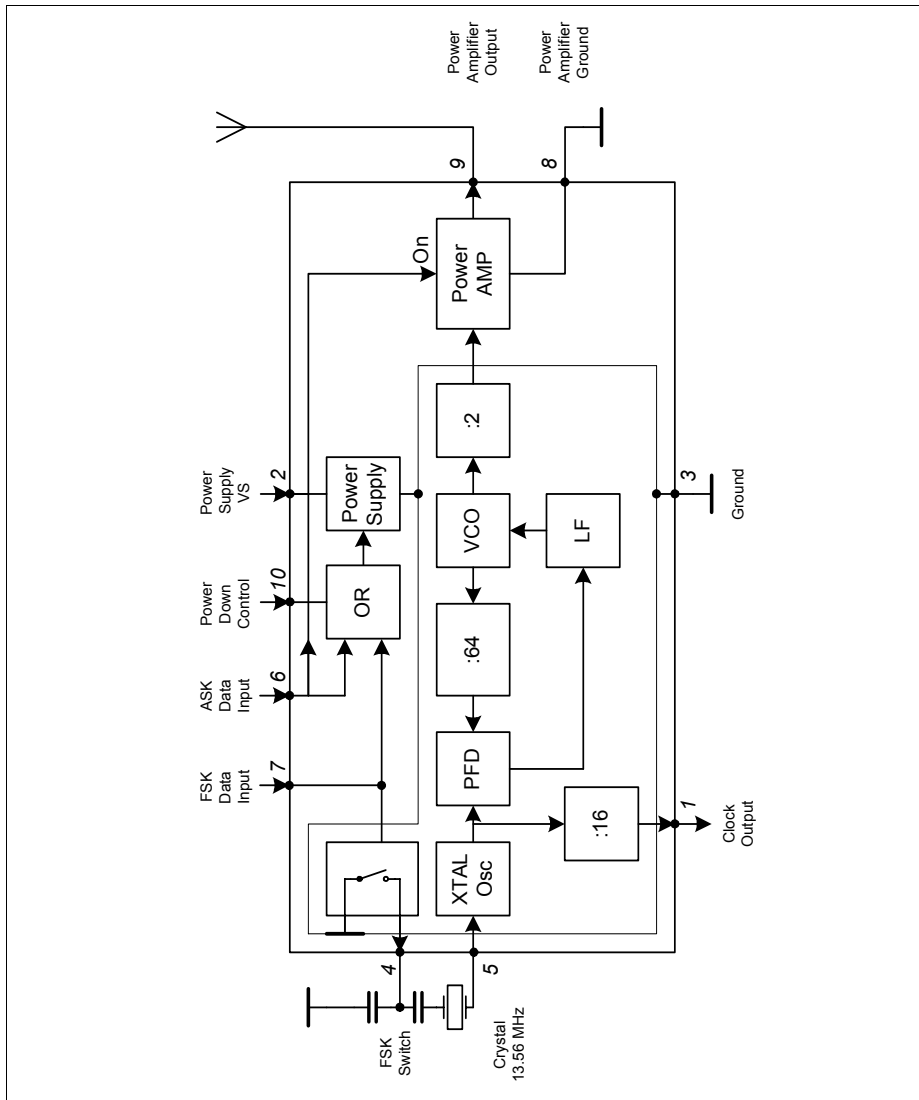 Power
Amplifier
Output
Power
Amplifier
Ground
9
8
On
Power
AMP
Power
Supply
VS
2
Power
Down
Control
10
ASK
Data
Input
6
FSK
Data
Input
7
Power
Supply
OR
:2
VCO
LF
:64
PFD
:16
XTAL
Osc
3
Ground
1
Clock
Output
4
5
FSK
Switch
Crystal
13.56 MHz